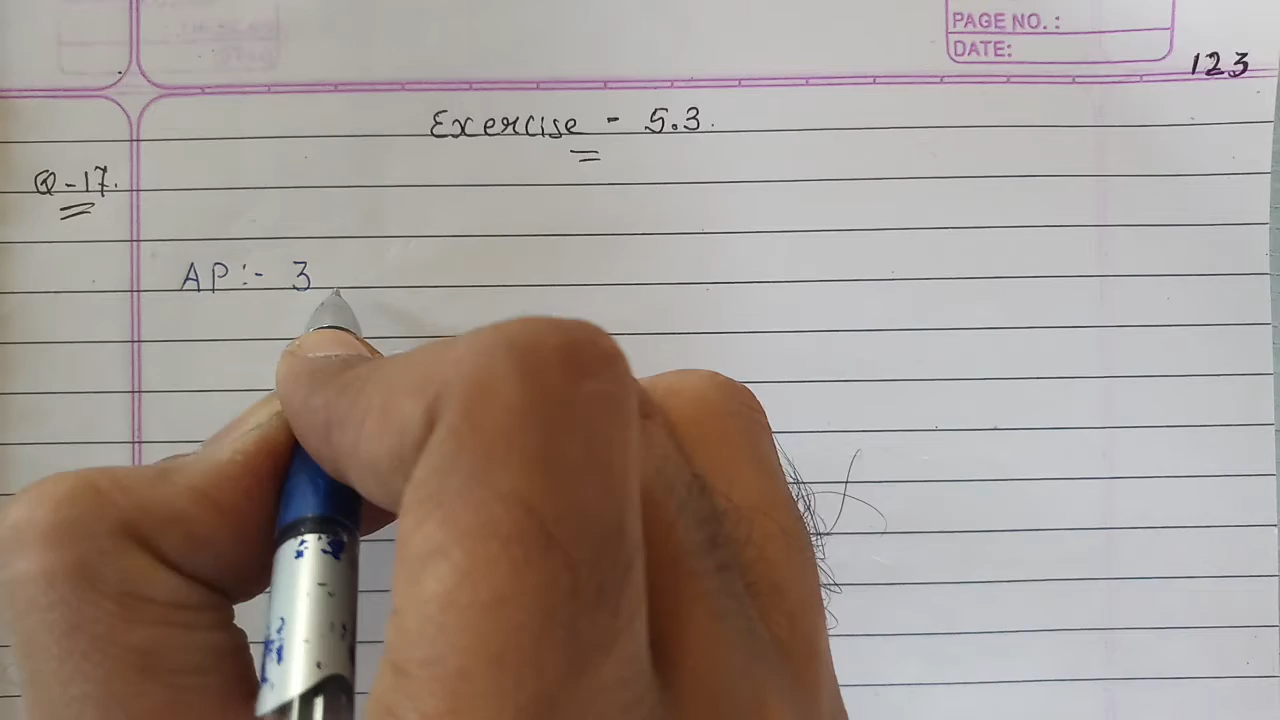 PAGE NO. :
DATE:
123
Exercise - 5.3.
Q-17.
AP:- 3